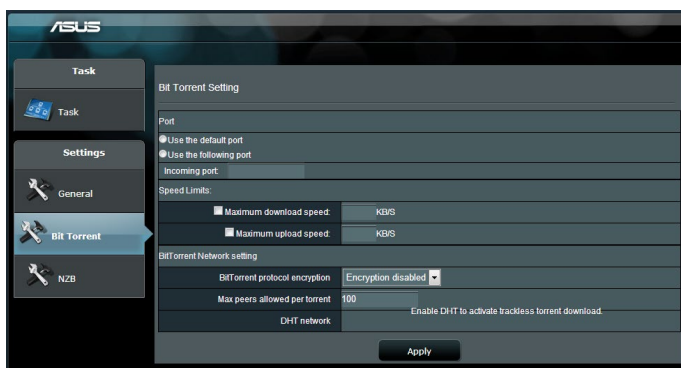 ASUS
Task
Task
Settings
General
Bit Torrent
NZB
Bit Torrent Setting
Port
Use the default port
Use the following port
Incoming port:
Speed Limits:
Maximum download speed: KB/S
Maximum upload speed: KB/S
BitTorrent Network setting
BitTorrent protocol encryption Encryption disabled
Max peers allowed per torrent 100
DHT network Enable DHT to activate trackless torrent download.
Apply